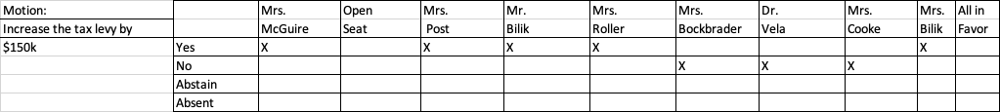 Motion: Mrs. Open Mrs. Mr. Mrs. Mrs. Dr. Mrs. Mrs. All in
Increase the tax levy by McGuire Seat Post Bilik Roller Bockbrader Vela Cooke Bilik Favor
$150k Yes X X X X X
No X X X
Abstain
Absent